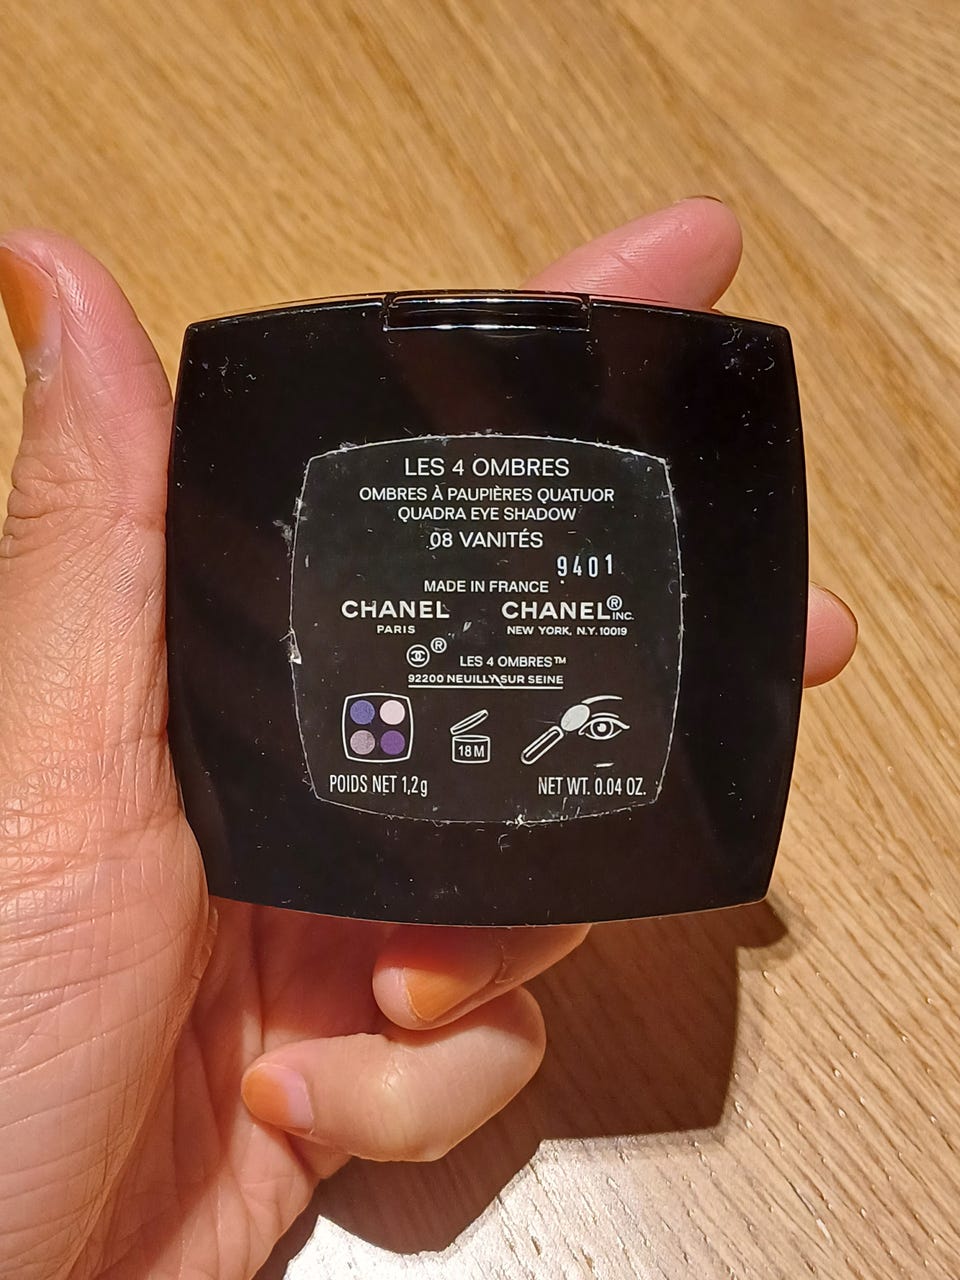 LES 4 OMBRES
OMBRES À PAUPIÈRES QUATUOR
QUADRA EYE SHADOW
08 VANITÉS
9401
MADE IN FRANCE
CHANEL CHANEL® INC.
PARIS NEW YORK, N.Y. 10019
® LES 4 OMBRES™
92200 NEUILLY SUR SEINE
18 M
POIDS NET 1,2g NET WT. 0.04 OZ.